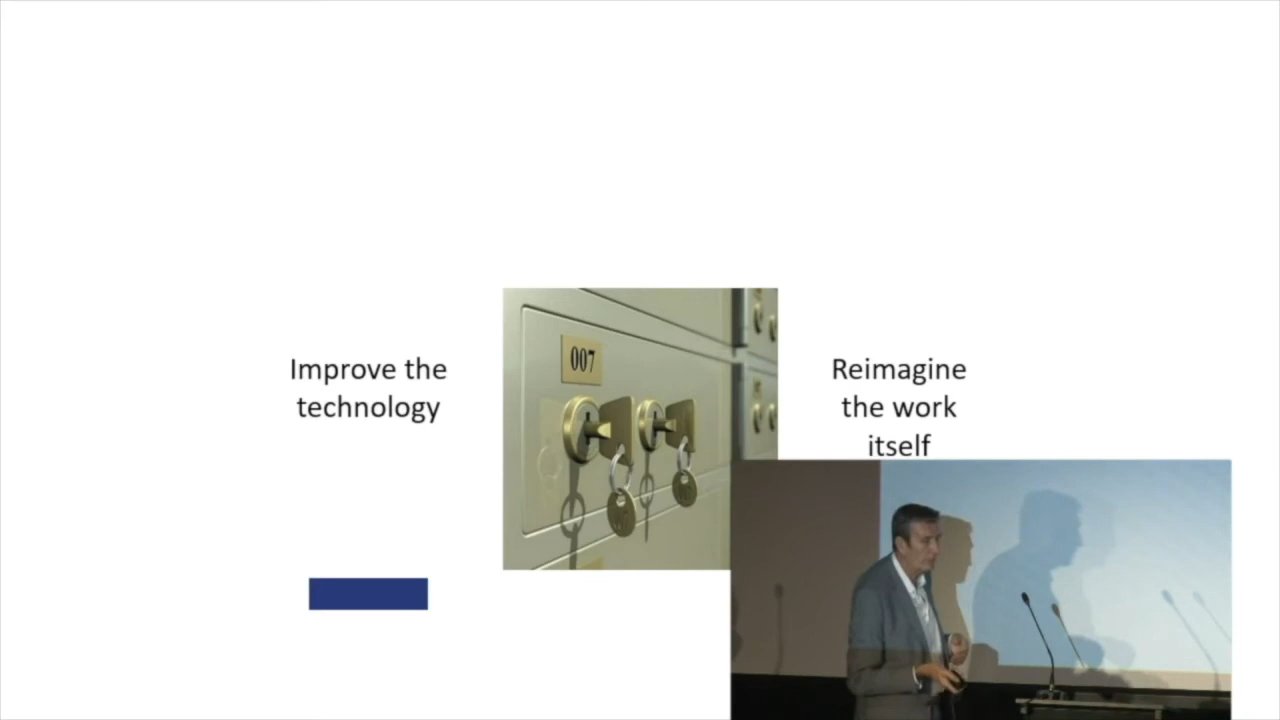 Improve the
technology
007
Reimagine
the work
itself